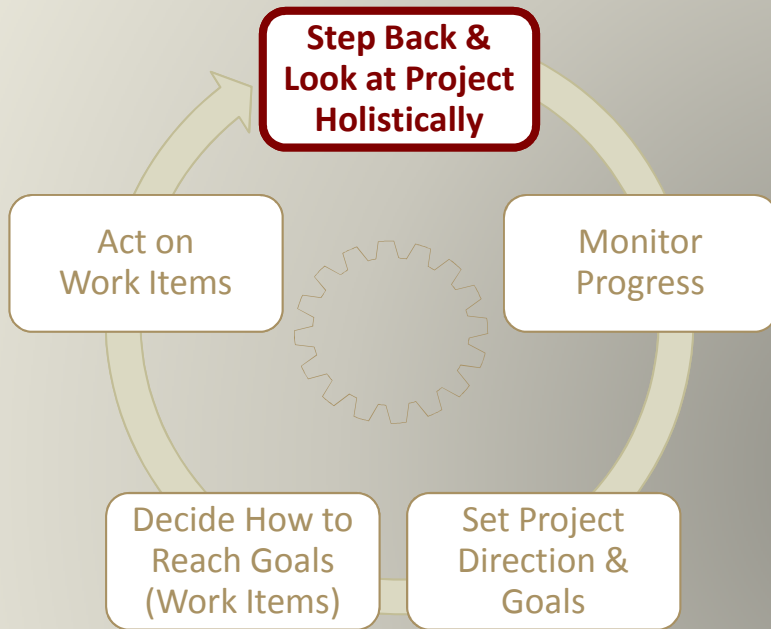 Step Back &
Look at Project
Holistically
Monitor
Progress
Set Project
Direction &
Goals
Decide How to
Reach Goals
(Work Items)
Act on
Work Items